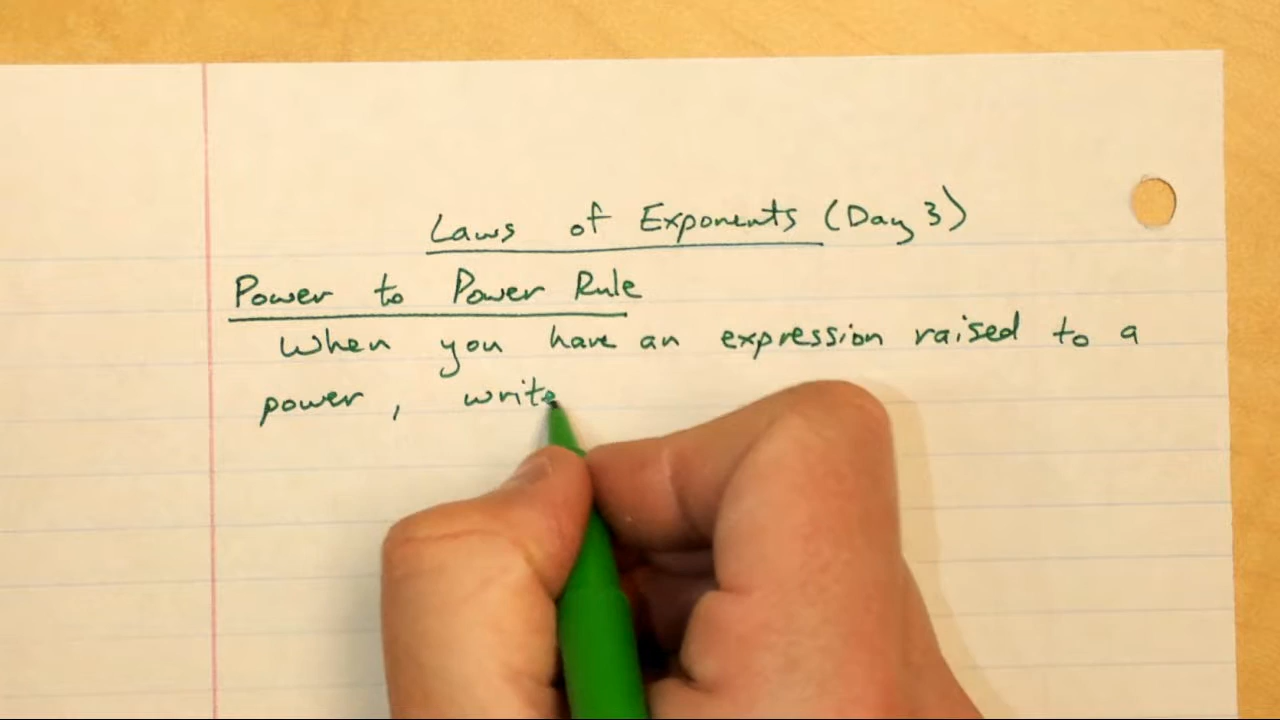 Laws of Exponents (Day 3)
Power to Power Rule
When you have an expression raised to a
power, write